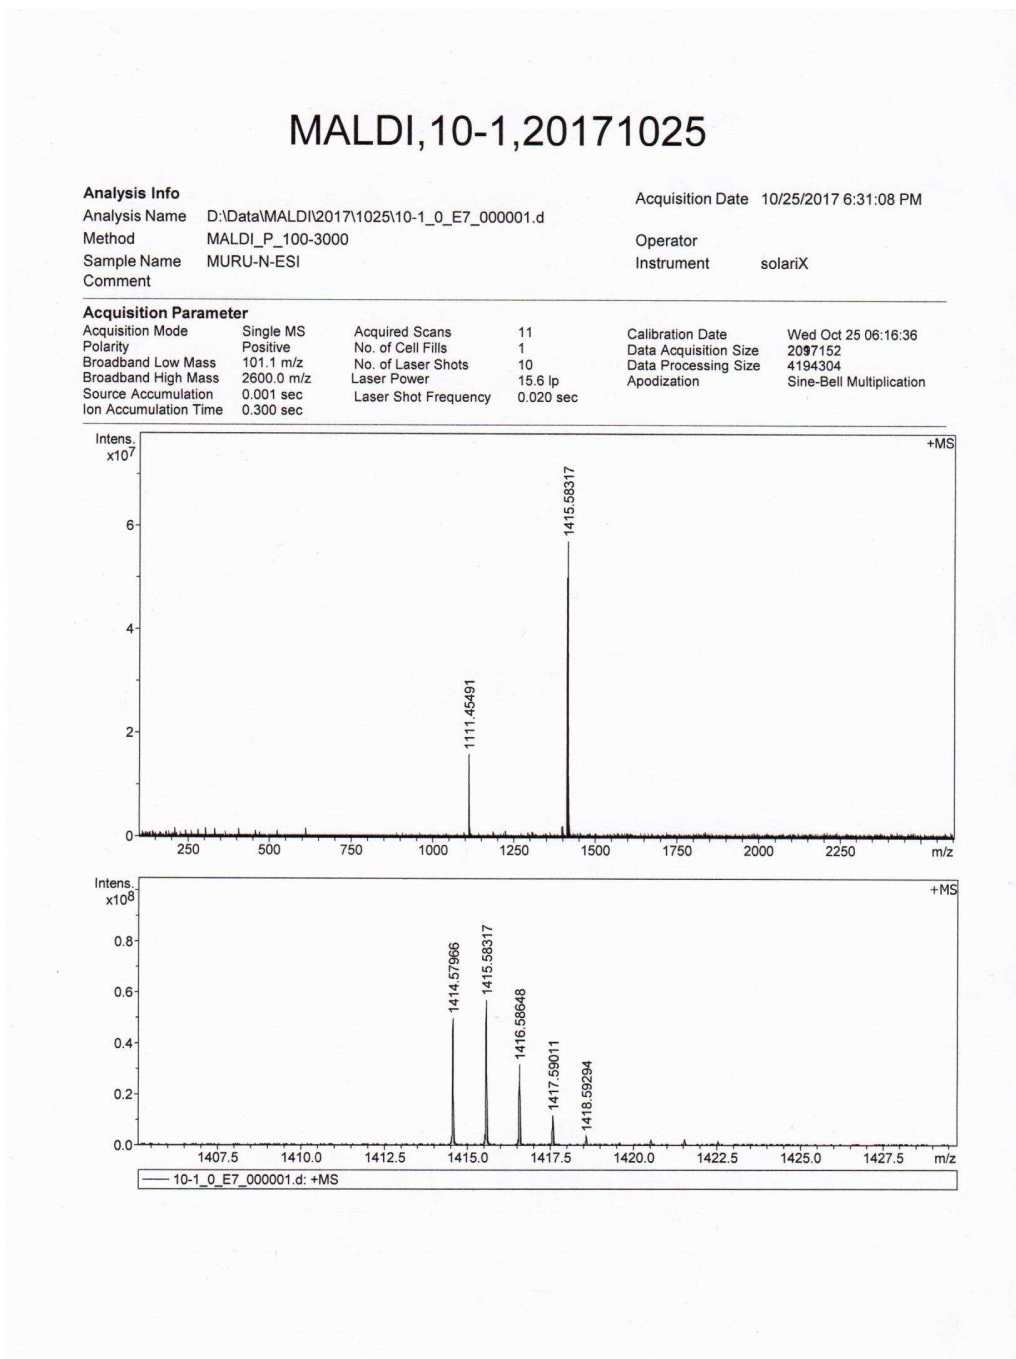 MALDI,10-1,20171025
Analysis Info
Acquisition Date 10/25/2017 6:31:08 PM
Analysis Name D:\Data\MALDI\2017\1025\10-1_0_E7_000001.d
Method MALDI_P_100-3000
Operator
Sample Name MURU-N-ESI
Instrument solariX
Comment
Acquisition Parameter
Acquisition Mode Single MS Acquired Scans 11 Calibration Date Wed Oct 25 06:16:36
Polarity Positive No. of Cell Fills 1 Data Acquisition Size 2097152
Broadband Low Mass 101.1 m/z No. of Laser Shots 10 Data Processing Size 4194304
Broadband High Mass 2600.0 m/z Laser Power 15.6 lp Apodization Sine-Bell Multiplication
Source Accumulation 0.001 sec Laser Shot Frequency 0.020 sec
Ion Accumulation Time 0.300 sec
Intens.
x10^7
+MS
1415.58317
6
4
1111.45491
2
0
250 500 750 1000 1250 1500 1750 2000 2250 m/z
Intens.
x10^8
+MS
0.8
1414.57966
1415.58317
0.6
1416.58648
0.4
1417.59011
0.2
1418.59294
0.0
1407.5 1410.0 1412.5 1415.0 1417.5 1420.0 1422.5 1425.0 1427.5 m/z
10-1_0_E7_000001.d: +MS